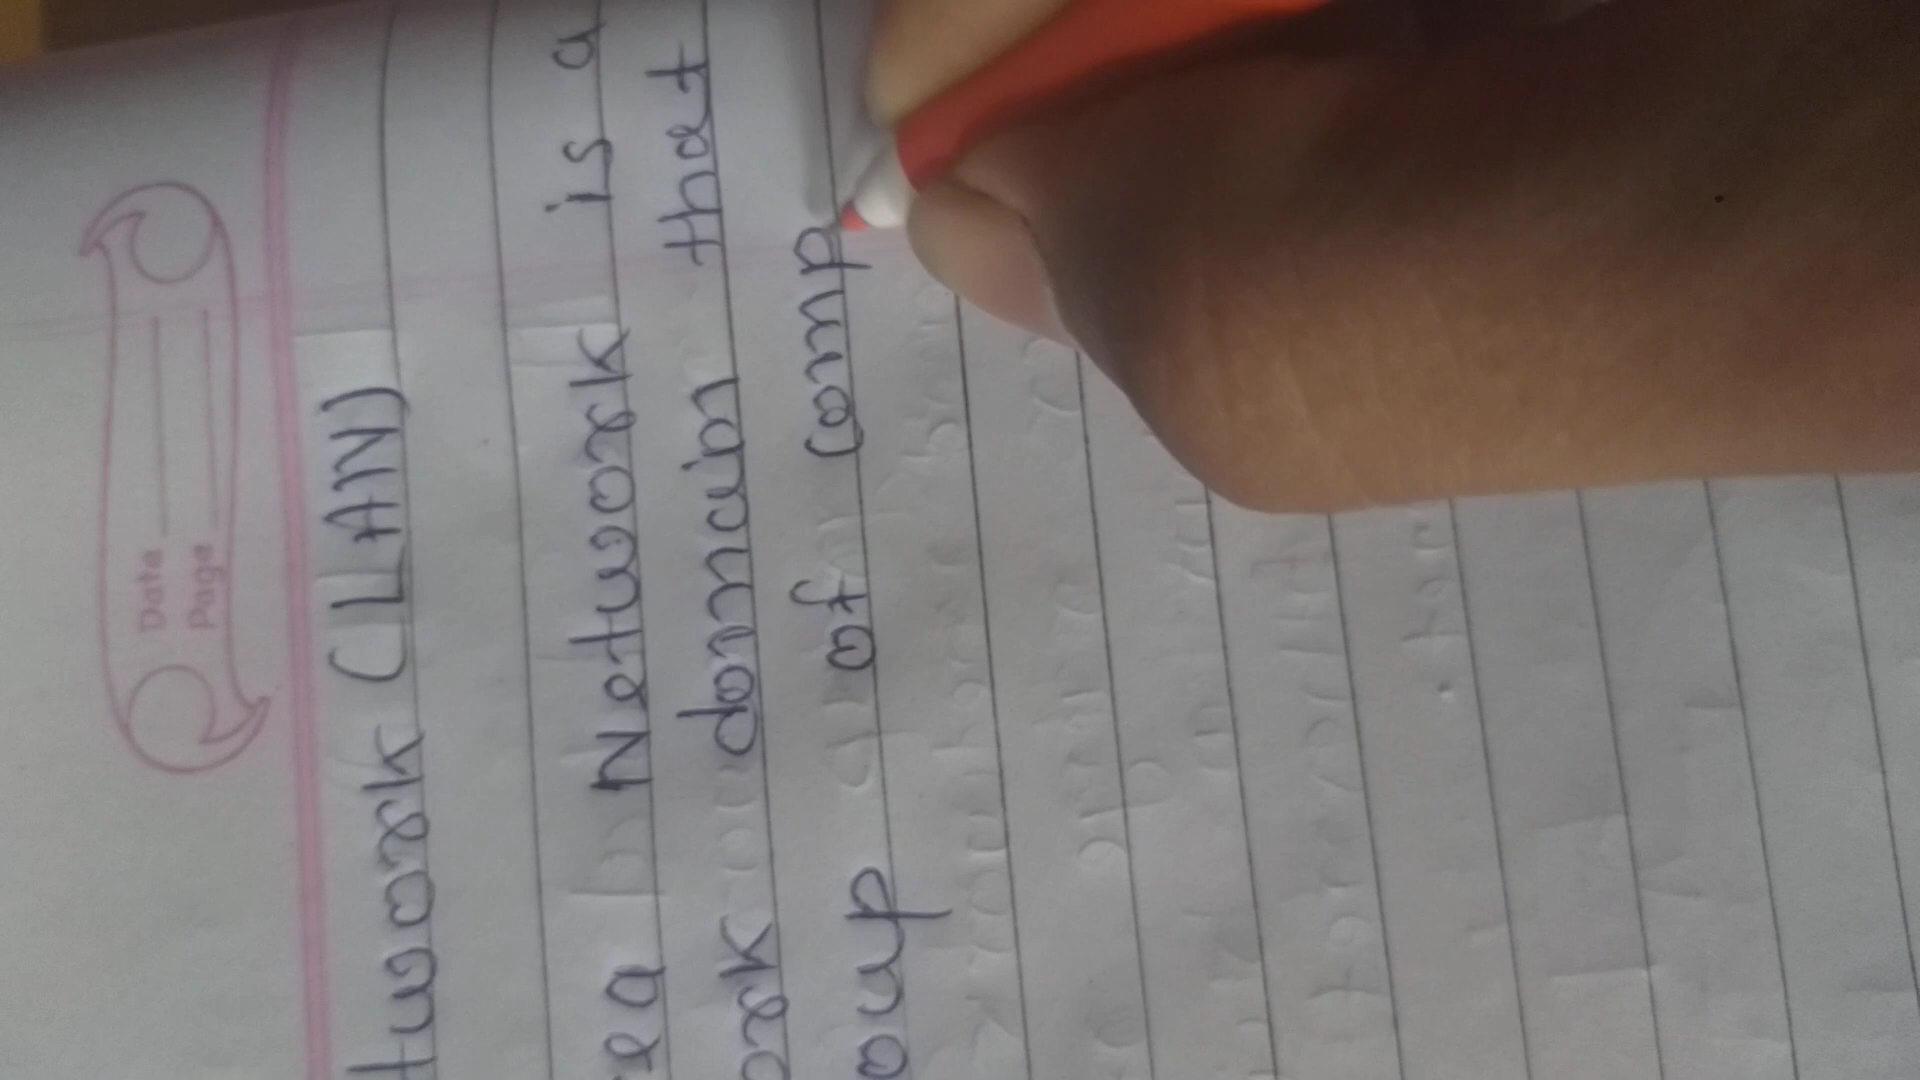 Date
Page
twork (LAN)
ea Network is a
ork domain that
oup of comp